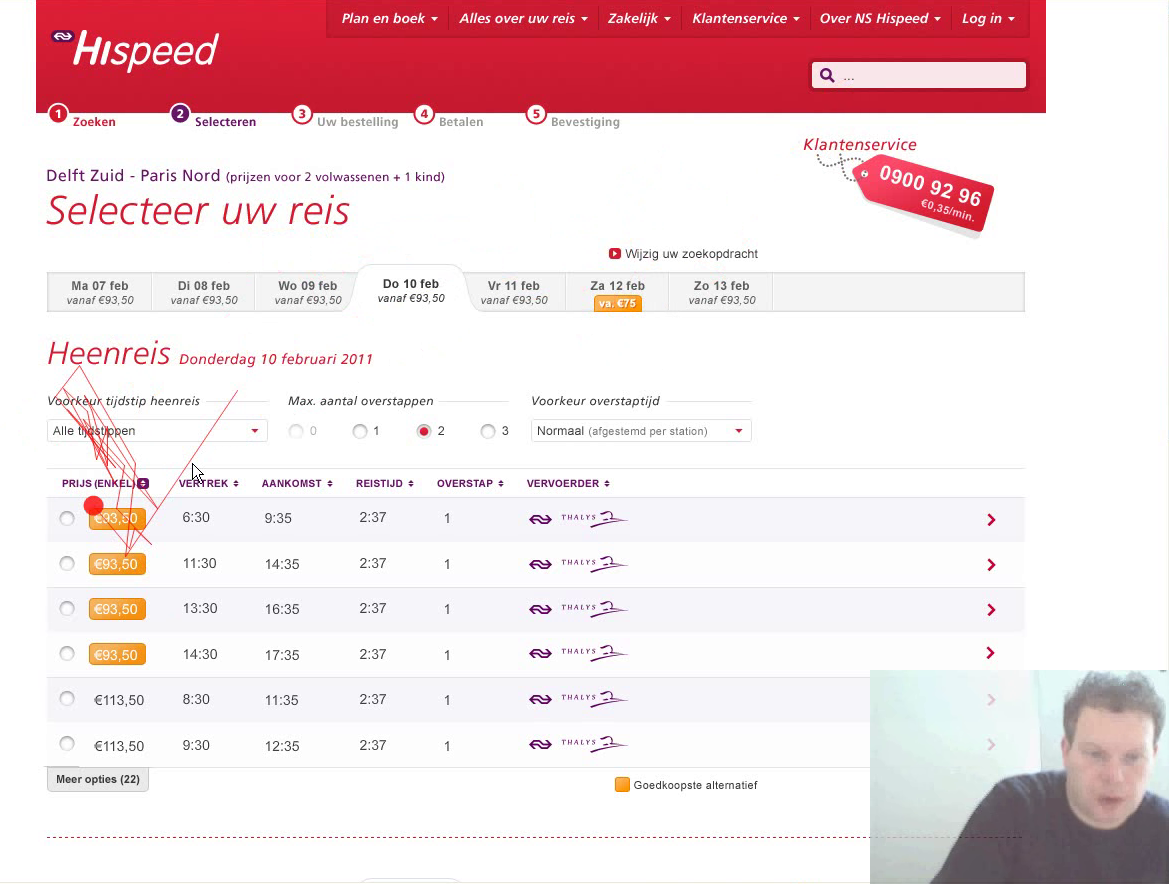 Plan en boek Alles over uw reis Zakelijk Klantenservice Over NS Hispeed Log in
Hispeed
...
1 Zoeken 2 Selecteren 3 Uw bestelling 4 Betalen 5 Bevestiging
Klantenservice
0900 92 96
€0,35/min.
Delft Zuid - Paris Nord (prijzen voor 2 volwassenen + 1 kind)
Selecteer uw reis
Wijzig uw zoekopdracht
Ma 07 feb Di 08 feb Wo 09 feb Do 10 feb Vr 11 feb Za 12 feb Zo 13 feb
vanaf €93,50 vanaf €93,50 vanaf €93,50 vanaf €93,50 vanaf €93,50 va. €75 vanaf €93,50
Heenreis Donderdag 10 februari 2011
Voorkeur tijdstip heenreis Max. aantal overstappen Voorkeur overstaptijd
Alle tijdstippen 0 1 2 3 Normaal (afgestemd per station)
PRIJS (ENKEL) VERTREK AANKOMST REISTIJD OVERSTAP VERVOERDER
€93,50 6:30 9:35 2:37 1 THALYS
€93,50 11:30 14:35 2:37 1 THALYS
€93,50 13:30 16:35 2:37 1 THALYS
€93,50 14:30 17:35 2:37 1 THALYS
€113,50 8:30 11:35 2:37 1 THALYS
€113,50 9:30 12:35 2:37 1 THALYS
Meer opties (22) Goedkoopste alternatief